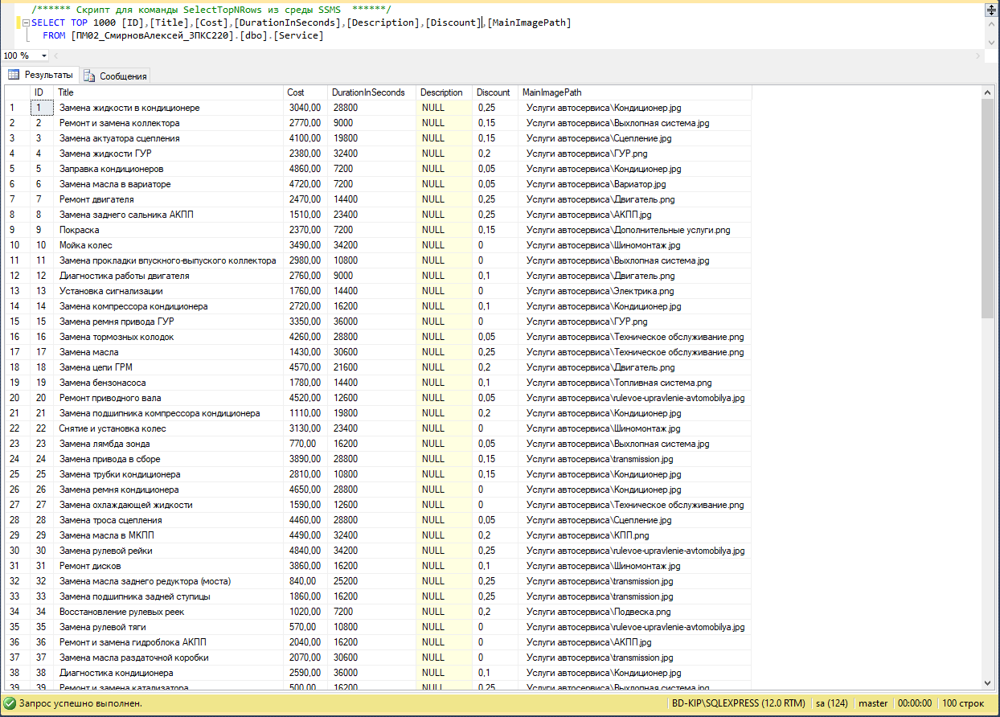 /****** Скрипт для команды SelectTopNRows из среды SSMS  ******/
SELECT TOP 1000 [ID],[Title],[Cost],[DurationInSeconds],[Description],[Discount],[MainImagePath]
FROM [ПМ02_СмирновАлексей_3ПКС220].[dbo].[Service]
100 %
Результаты Сообщения
ID Title Cost DurationInSeconds Description Discount MainImagePath
1 1 Замена жидкости в кондиционере 3040,00 28800 NULL 0,25 Услуги автосервиса\Кондиционер.jpg
2 2 Ремонт и замена коллектора 2770,00 9000 NULL 0,15 Услуги автосервиса\Выхлопная система.jpg
3 3 Замена актуатора сцепления 4100,00 19800 NULL 0,15 Услуги автосервиса\Сцепление.jpg
4 4 Замена жидкости ГУР 2380,00 32400 NULL 0,2 Услуги автосервиса\ГУР.png
5 5 Заправка кондиционеров 4860,00 7200 NULL 0,05 Услуги автосервиса\Кондиционер.jpg
6 6 Замена масла в вариаторе 4720,00 7200 NULL 0,05 Услуги автосервиса\Вариатор.jpg
7 7 Ремонт двигателя 2470,00 14400 NULL 0,25 Услуги автосервиса\Двигатель.png
8 8 Замена заднего сальника АКПП 1510,00 23400 NULL 0,25 Услуги автосервиса\АКПП.jpg
9 9 Покраска 2370,00 7200 NULL 0,15 Услуги автосервиса\Дополнительные услуги.png
10 10 Мойка колес 3490,00 34200 NULL 0 Услуги автосервиса\Шиномонтаж.jpg
11 11 Замена прокладки впускного-выпуского коллектора 2980,00 10800 NULL 0 Услуги автосервиса\Выхлопная система.jpg
12 12 Диагностика работы двигателя 2760,00 9000 NULL 0,1 Услуги автосервиса\Двигатель.png
13 13 Установка сигнализации 1760,00 14400 NULL 0 Услуги автосервиса\Электрика.png
14 14 Замена компрессора кондиционера 2720,00 16200 NULL 0,1 Услуги автосервиса\Кондиционер.jpg
15 15 Замена ремня привода ГУР 3350,00 36000 NULL 0 Услуги автосервиса\ГУР.png
16 16 Замена тормозных колодок 4260,00 28800 NULL 0,05 Услуги автосервиса\Техническое обслуживание.png
17 17 Замена масла 1430,00 30600 NULL 0,25 Услуги автосервиса\Техническое обслуживание.png
18 18 Замена цепи ГРМ 4570,00 21600 NULL 0,2 Услуги автосервиса\Двигатель.png
19 19 Замена бензонасоса 1780,00 14400 NULL 0,1 Услуги автосервиса\Топливная система.png
20 20 Ремонт приводного вала 4520,00 12600 NULL 0,05 Услуги автосервиса\rulevoe-upravlenie-avtomobilya.jpg
21 21 Замена подшипника компрессора кондиционера 1110,00 19800 NULL 0,2 Услуги автосервиса\Кондиционер.jpg
22 22 Снятие и установка колес 3130,00 23400 NULL 0 Услуги автосервиса\Шиномонтаж.jpg
23 23 Замена лямбда зонда 770,00 16200 NULL 0,05 Услуги автосервиса\Выхлопная система.jpg
24 24 Замена привода в сборе 3890,00 28800 NULL 0,15 Услуги автосервиса\transmission.jpg
25 25 Замена трубки кондиционера 2810,00 10800 NULL 0,15 Услуги автосервиса\Кондиционер.jpg
26 26 Замена ремня кондиционера 4650,00 28800 NULL 0 Услуги автосервиса\Кондиционер.jpg
27 27 Замена охлаждающей жидкости 1590,00 12600 NULL 0 Услуги автосервиса\Техническое обслуживание.png
28 28 Замена троса сцепления 4460,00 28800 NULL 0,05 Услуги автосервиса\Сцепление.jpg
29 29 Замена масла в МКПП 4490,00 32400 NULL 0,2 Услуги автосервиса\КПП.png
30 30 Замена рулевой рейки 4840,00 34200 NULL 0,25 Услуги автосервиса\rulevoe-upravlenie-avtomobilya.jpg
31 31 Ремонт дисков 3860,00 16200 NULL 0,1 Услуги автосервиса\Шиномонтаж.jpg
32 32 Замена масла заднего редуктора (моста) 840,00 25200 NULL 0,25 Услуги автосервиса\transmission.jpg
33 33 Замена подшипника задней ступицы 1860,00 16200 NULL 0,25 Услуги автосервиса\transmission.jpg
34 34 Восстановление рулевых реек 1020,00 7200 NULL 0,2 Услуги автосервиса\Подвеска.png
35 35 Замена рулевой тяги 570,00 10800 NULL 0 Услуги автосервиса\rulevoe-upravlenie-avtomobilya.jpg
36 36 Ремонт и замена гидроблока АКПП 2040,00 16200 NULL 0 Услуги автосервиса\АКПП.jpg
37 37 Замена масла раздаточной коробки 2070,00 30600 NULL 0 Услуги автосервиса\transmission.jpg
38 38 Диагностика кондиционера 2590,00 36000 NULL 0,1 Услуги автосервиса\Кондиционер.jpg
39 39 Ремонт и замена катализатора 500,00 16200 NULL 0,25 Услуги автосервиса\Выхлопная система.jpg
Запрос успешно выполнен. BD-KIP\SQLEXPRESS (12.0 RTM) sa (124) master 00:00:00 100 строк